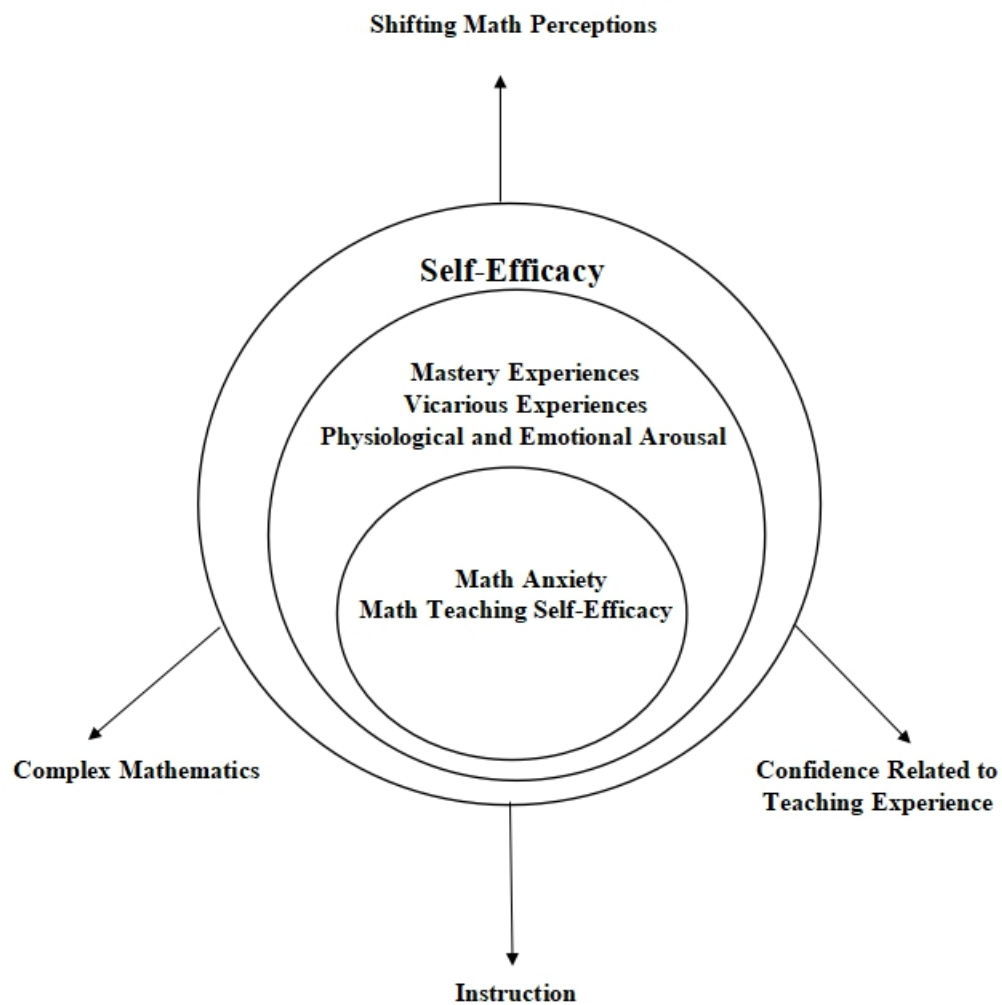 Shifting Math Perceptions
Self-Efficacy
Mastery Experiences
Vicarious Experiences
Physiological and Emotional Arousal
Math Anxiety
Math Teaching Self-Efficacy
Complex Mathematics
Confidence Related to
Teaching Experience
Instruction